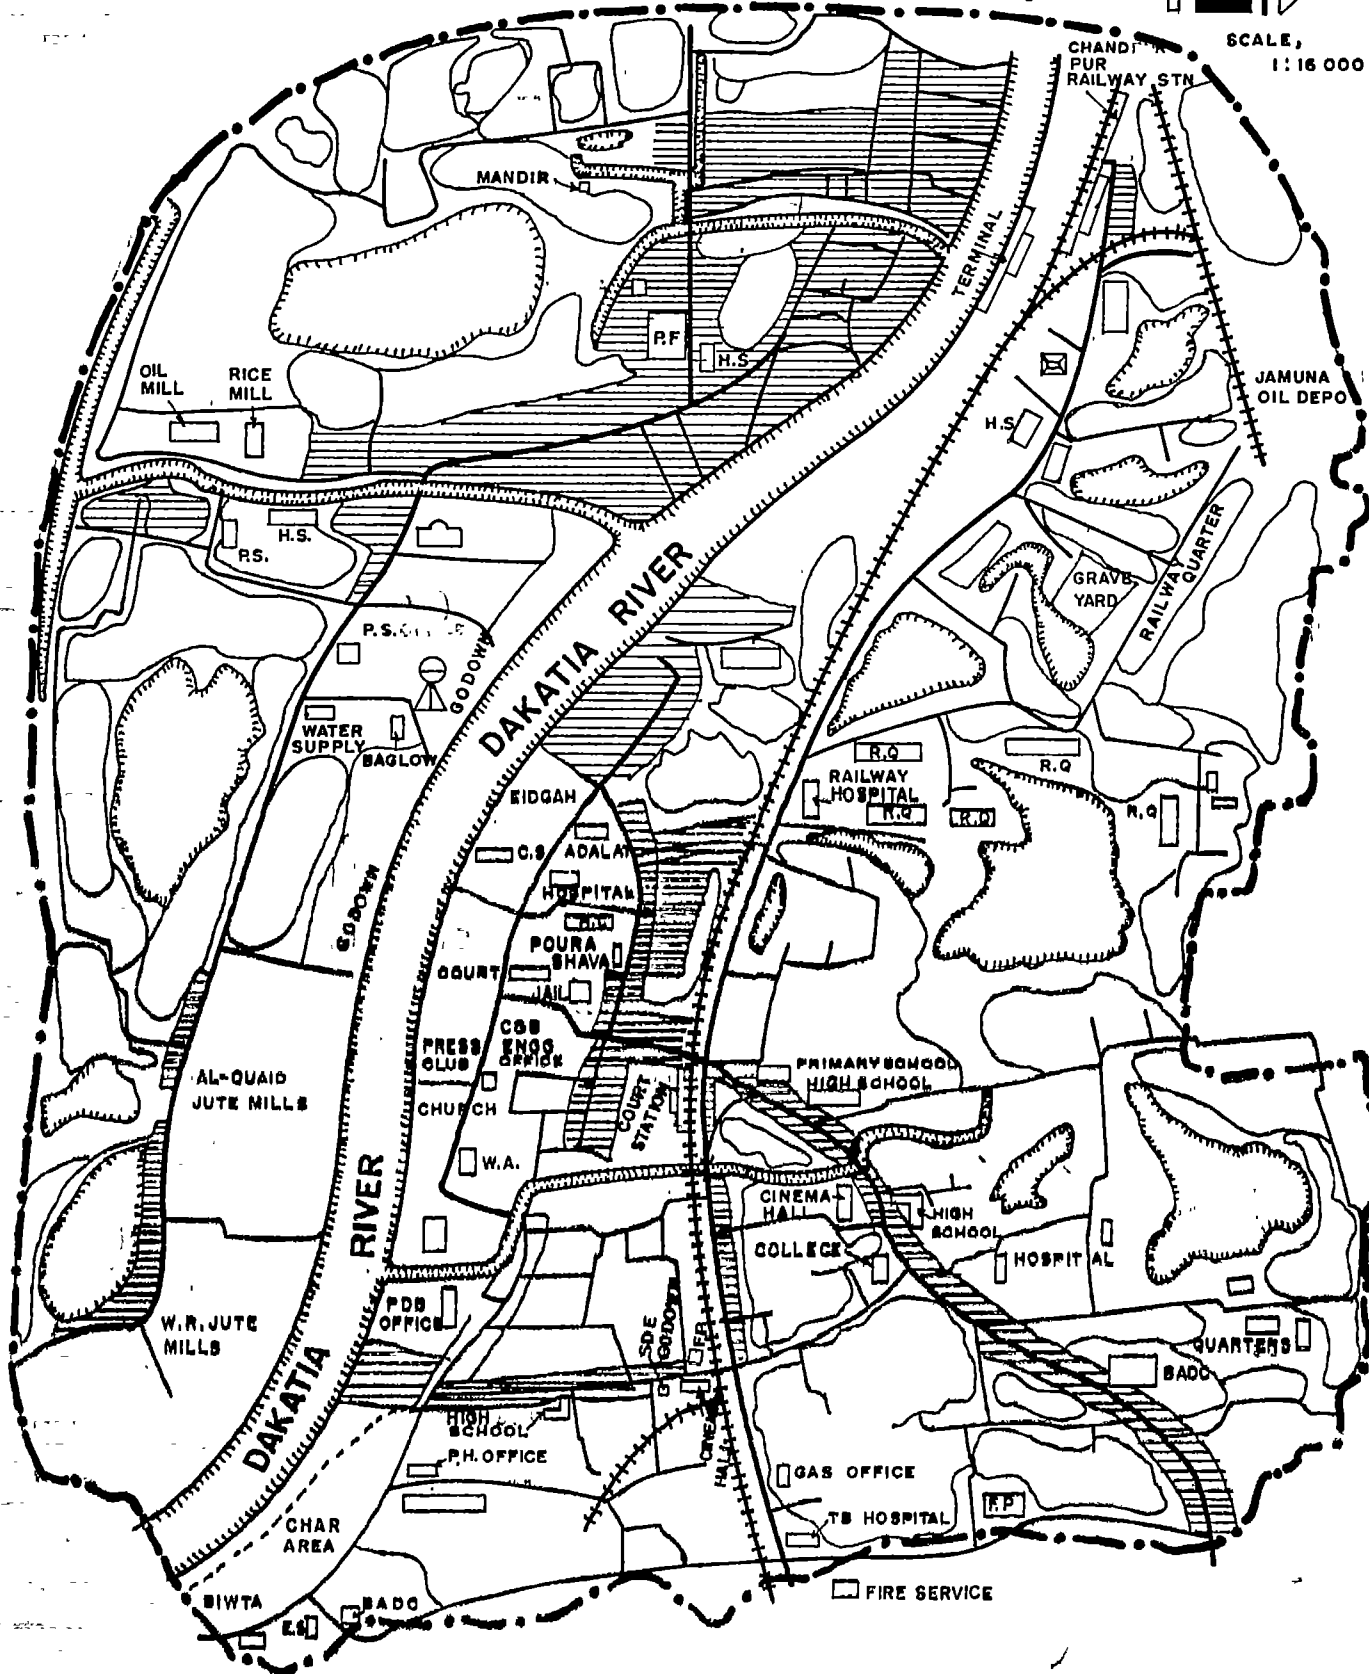 SCALE,
1:16 000
PUR
RAILWAY STN
MANDIR
TERMINAL
P.F
H.S
OIL
MILL
RICE
MILL
JAMUNA
OIL DEPO
H.S
H.S.
P.S.
GRAVE
YARD
RAILWAY
QUARTER
P.S.
GODOWN
DAKATIA RIVER
WATER
SUPPLY
BAGLOW
R.Q
R.Q
EIDGAH
RAILWAY
HOSPITAL
R.Q
R.Q
R.Q
C.S
ADALAT
HOSPITAL
GODOWN
POURA
SHAVA
COURT
JAIL
C&B
ENGG
OFFICE
PRESS
CLUB
PRIMARY SCHOOL
HIGH SCHOOL
AL-QUAID
JUTE MILLS
CHURCH
COURT
STATION
W.A.
CINEMA
HALL
HIGH
SCHOOL
COLLEGE
HOSPITAL
DAKATIA RIVER
PDB
OFFICE
SDE
GODOWN
W.R. JUTE
MILLS
QUARTERS
BADC
HIGH
SCHOOL
CINEMA
HALL
P.H. OFFICE
GAS OFFICE
F.P
TB HOSPITAL
CHAR
AREA
FIRE SERVICE
BIWTA
BADC
E.S